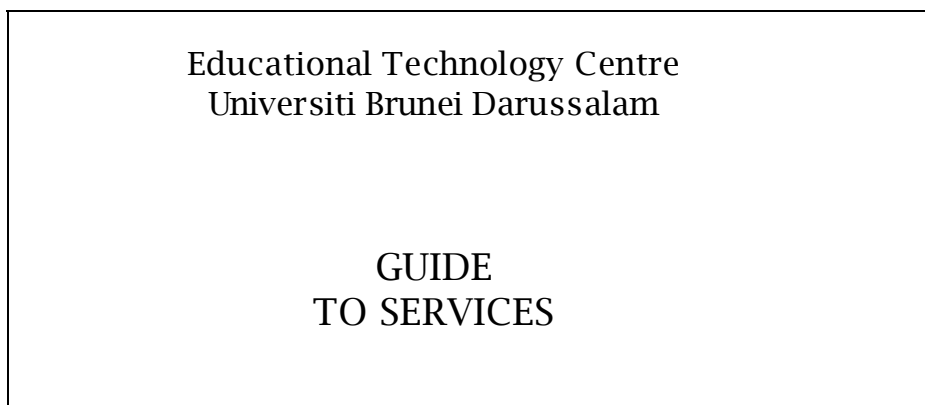 Educational Technology Centre
Universiti Brunei Darussalam
GUIDE
TO SERVICES